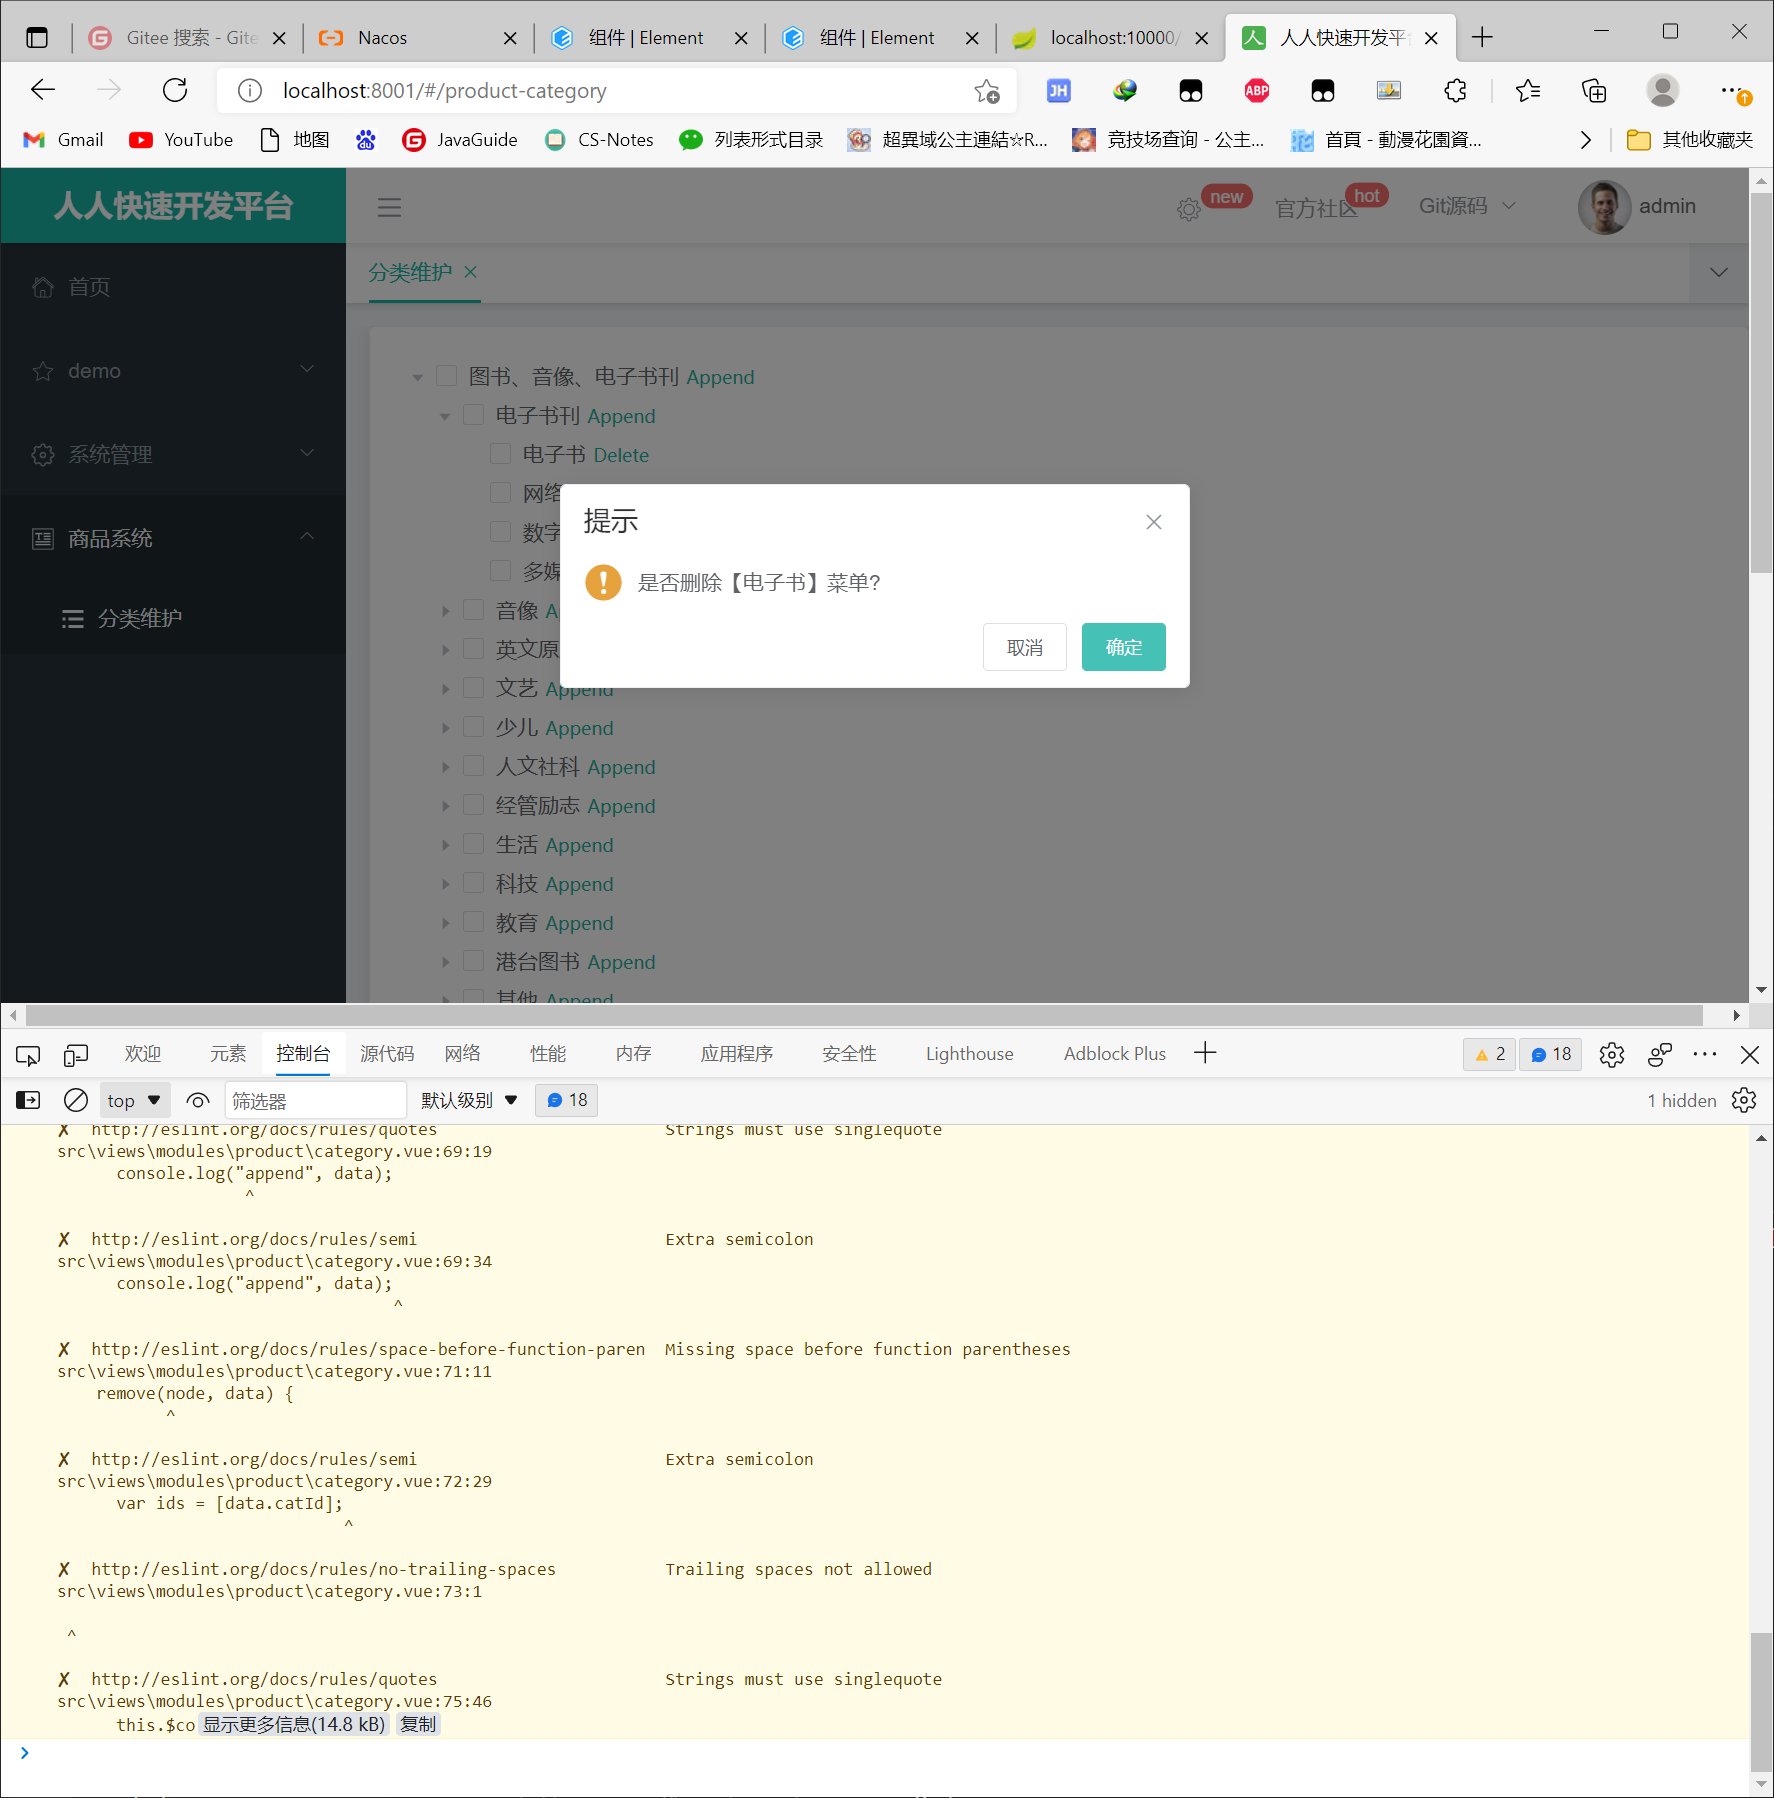 Gitee 搜索 - Gite
Nacos
组件 | Element
组件 | Element
localhost:10000/
人人快速开发平台
localhost:8001/#/product-category
JH
ABP
Gmail
YouTube
地图
du
JavaGuide
CS-Notes
列表形式目录
超異域公主連結☆R...
竞技场查询 - 公主...
首頁 - 動漫花園資...
其他收藏夹
人人快速开发平台
new
官方社区
hot
Git源码
admin
首页
分类维护
demo
图书、音像、电子书刊 Append
电子书刊 Append
系统管理
电子书 Delete
网络
提示
商品系统
数字
多媒
是否删除【电子书】菜单?
分类维护
音像 A
英文原
取消
确定
文艺 Append
少儿 Append
人文社科 Append
经管励志 Append
生活 Append
科技 Append
教育 Append
港台图书 Append
其他 Append
欢迎 元素 控制台 源代码 网络 性能 内存 应用程序 安全性 Lighthouse Adblock Plus 2 18
top 筛选器 默认级别 18 1 hidden
✗ http://eslint.org/docs/rules/quotes Strings must use singlequote
src\views\modules\product\category.vue:69:19
console.log("append", data);
^
✗ http://eslint.org/docs/rules/semi Extra semicolon
src\views\modules\product\category.vue:69:34
console.log("append", data);
^
✗ http://eslint.org/docs/rules/space-before-function-paren Missing space before function parentheses
src\views\modules\product\category.vue:71:11
remove(node, data) {
^
✗ http://eslint.org/docs/rules/semi Extra semicolon
src\views\modules\product\category.vue:72:29
var ids = [data.catId];
^
✗ http://eslint.org/docs/rules/no-trailing-spaces Trailing spaces not allowed
src\views\modules\product\category.vue:73:1
^
✗ http://eslint.org/docs/rules/quotes Strings must use singlequote
src\views\modules\product\category.vue:75:46
this.$co 显示更多信息(14.8 kB) 复制